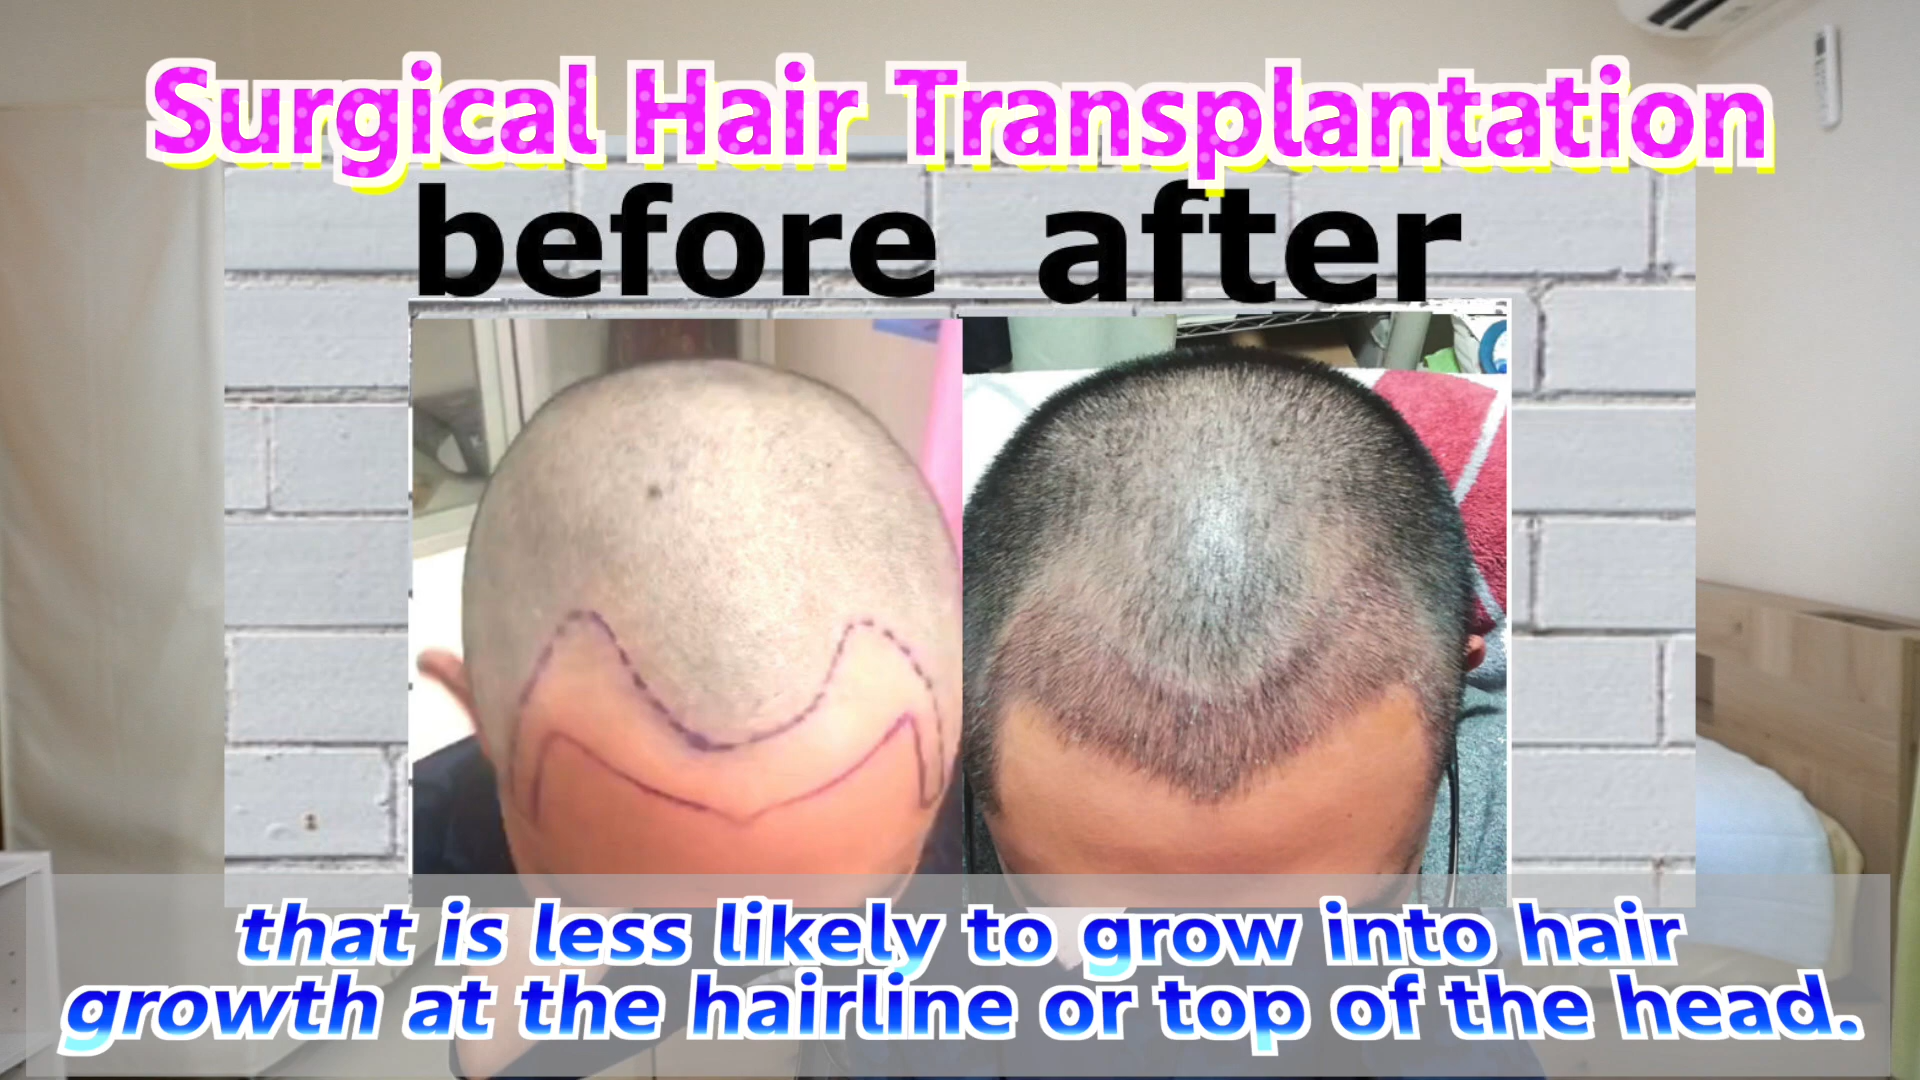 Surgical Hair Transplantation
before after
that is less likely to grow into hair
growth at the hairline or top of the head.